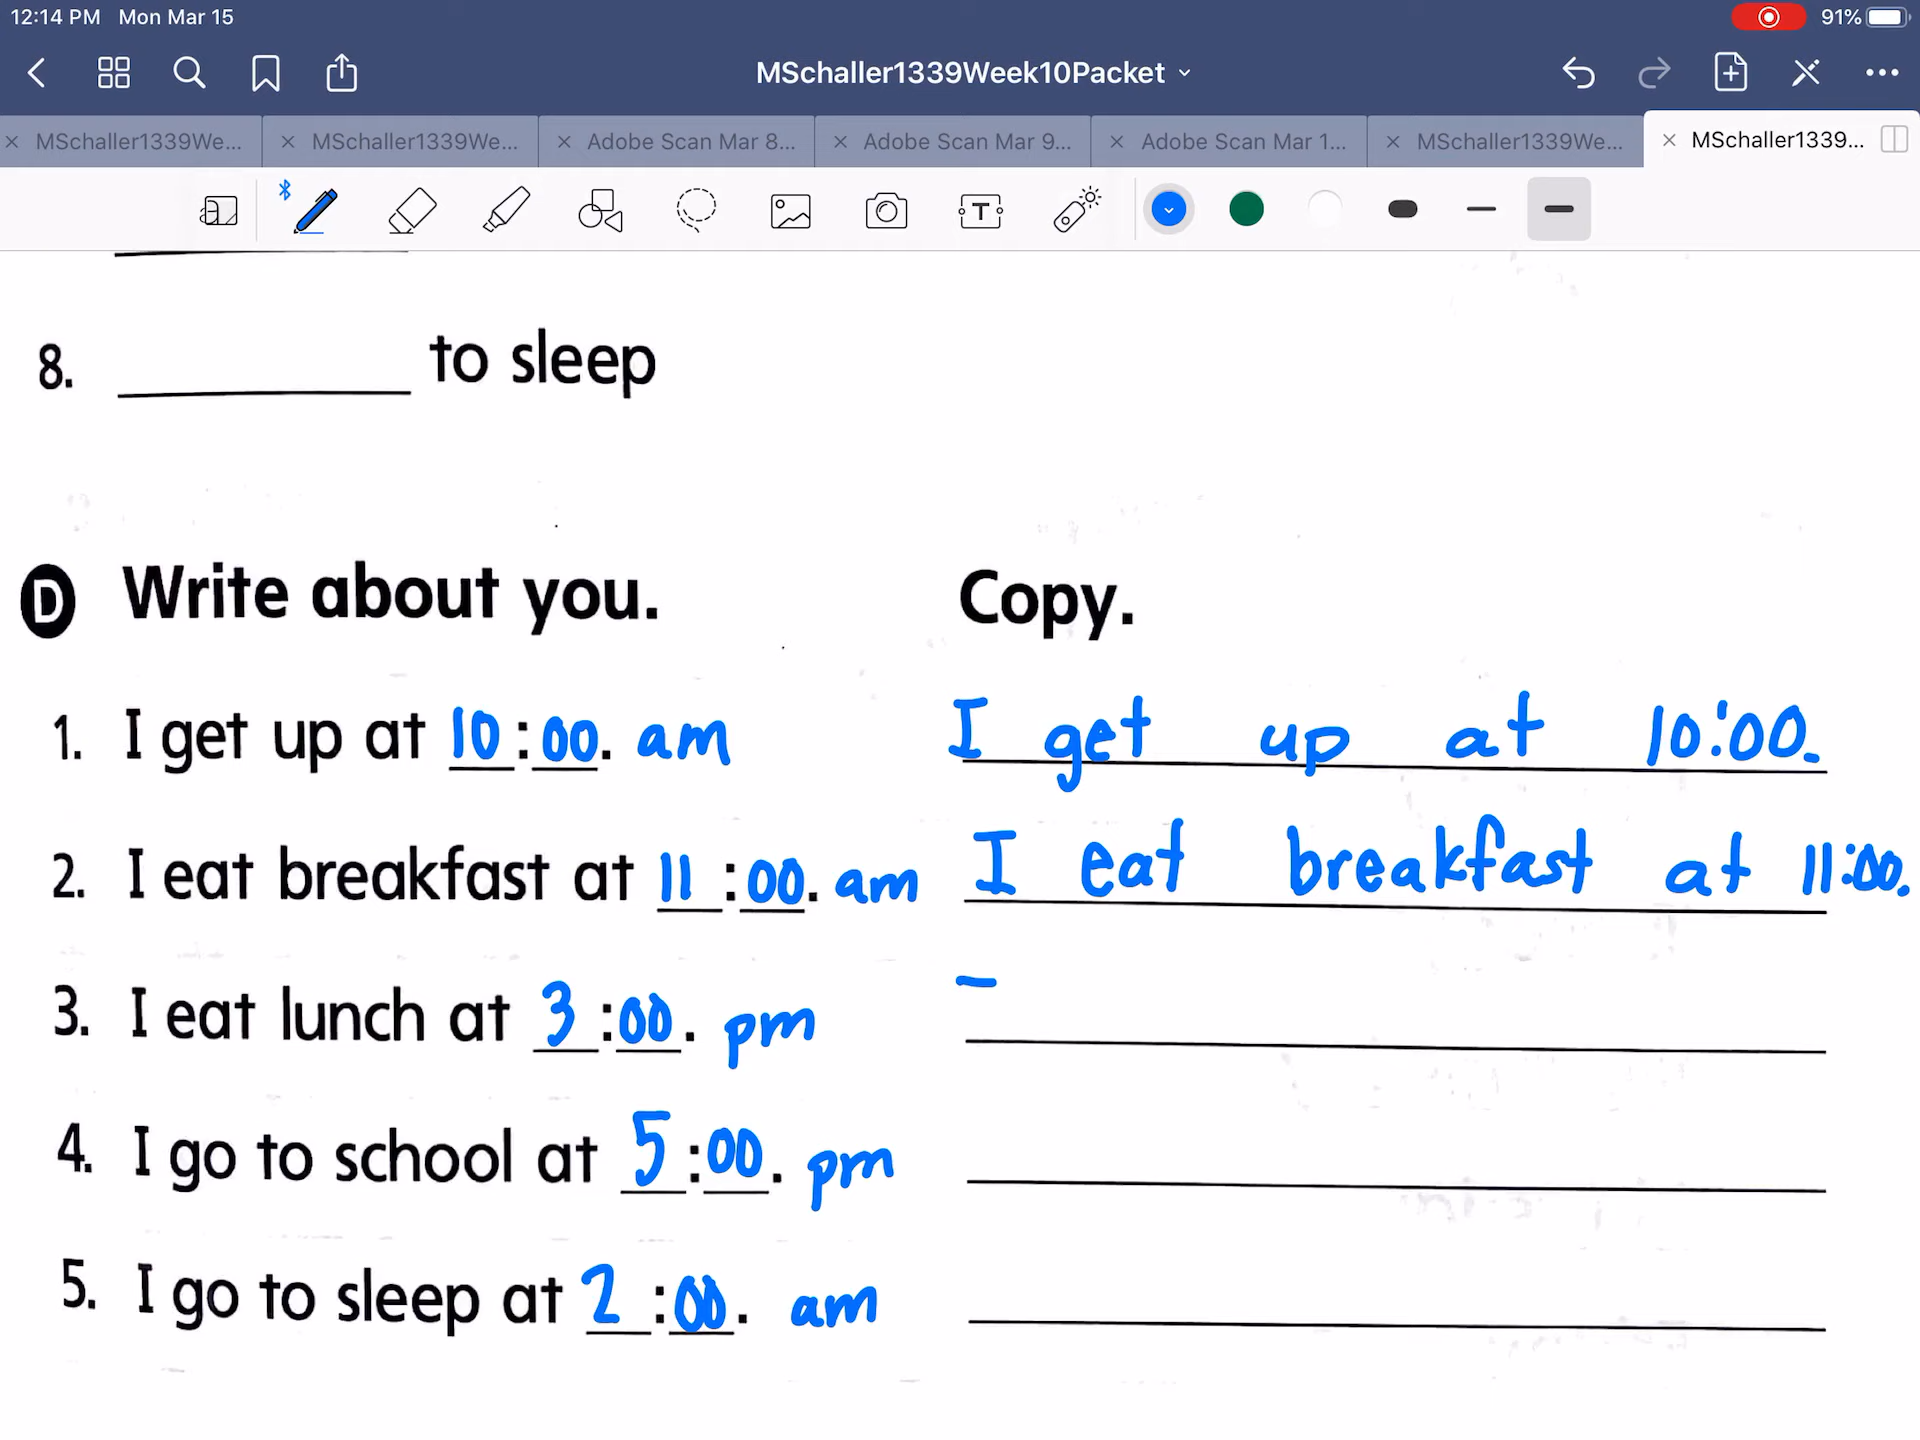 12:14 PM Mon Mar 15 91%
MSchaller1339Week10Packet
MSchaller1339We... MSchaller1339We... Adobe Scan Mar 8... Adobe Scan Mar 9... Adobe Scan Mar 1... MSchaller1339We... MSchaller1339...
8. __________ to sleep
D Write about you. Copy.
1. I get up at 10:00. am I get up at 10:00.
2. I eat breakfast at 11:00. am I eat breakfast at 11:00.
3. I eat lunch at 3:00. pm
4. I go to school at 5:00. pm
5. I go to sleep at 2:00. am